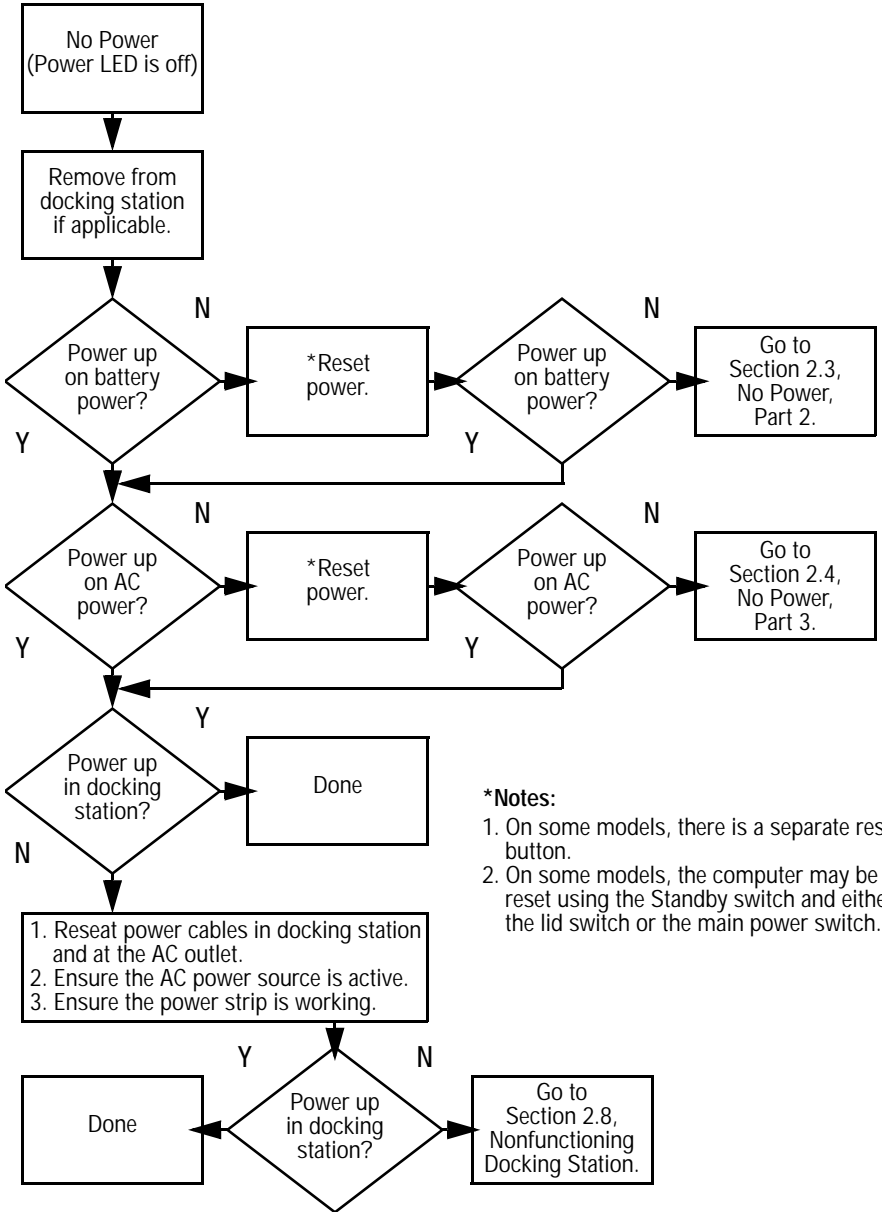 No Power
(Power LED is off)
Remove from
docking station
if applicable.
N
Power up
on battery
power?
Y
*Reset
power.
N
Power up
on battery
power?
Y
Go to
Section 2.3,
No Power,
Part 2.
N
Power up
on AC
power?
Y
*Reset
power.
N
Power up
on AC
power?
Y
Go to
Section 2.4,
No Power,
Part 3.
Y
Power up
in docking
station?
N
Done
*Notes:
1. On some models, there is a separate res
button.
2. On some models, the computer may be
reset using the Standby switch and eithe
the lid switch or the main power switch.
1. Reseat power cables in docking station
and at the AC outlet.
2. Ensure the AC power source is active.
3. Ensure the power strip is working.
Y
N
Done
Power up
in docking
station?
Go to
Section 2.8,
Nonfunctioning
Docking Station.